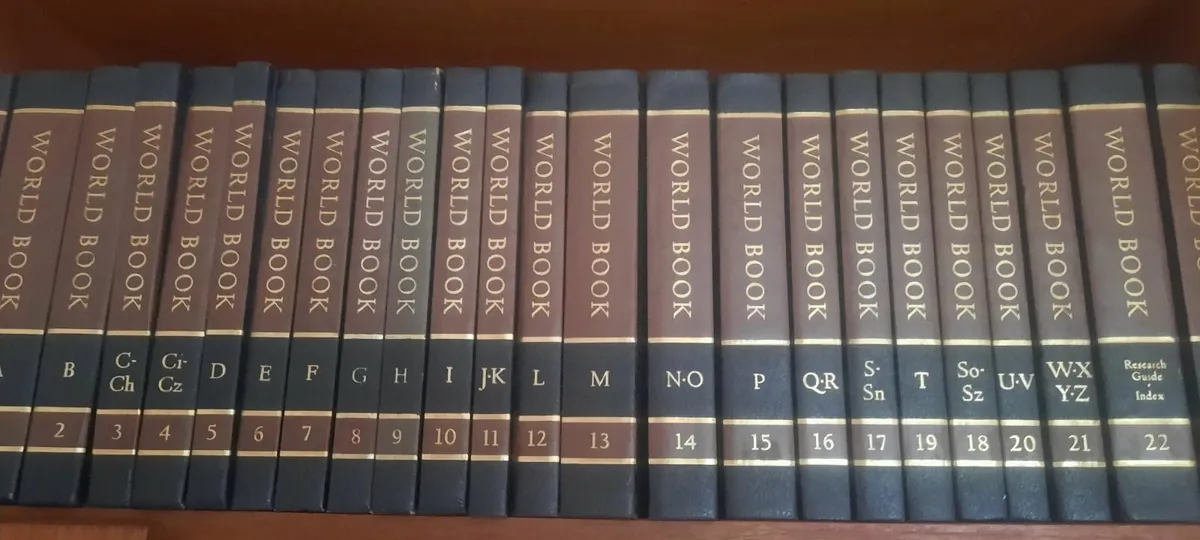 WORLD BOOK
WORLD BOOK
B
2
WORLD BOOK
C-
Ch
3
WORLD BOOK
Ci-
Cz
4
WORLD BOOK
D
5
WORLD BOOK
E
6
WORLD BOOK
F
7
WORLD BOOK
G
8
WORLD BOOK
H
9
WORLD BOOK
I
10
WORLD BOOK
J·K
11
WORLD BOOK
L
12
WORLD BOOK
M
13
WORLD BOOK
N·O
14
WORLD BOOK
P
15
WORLD BOOK
Q·R
16
WORLD BOOK
S-
Sn
17
WORLD BOOK
T
19
WORLD BOOK
So-
Sz
18
WORLD BOOK
U·V
20
WORLD BOOK
W·X
Y·Z
21
WORLD BOOK
Research
Guide
·
Index
22